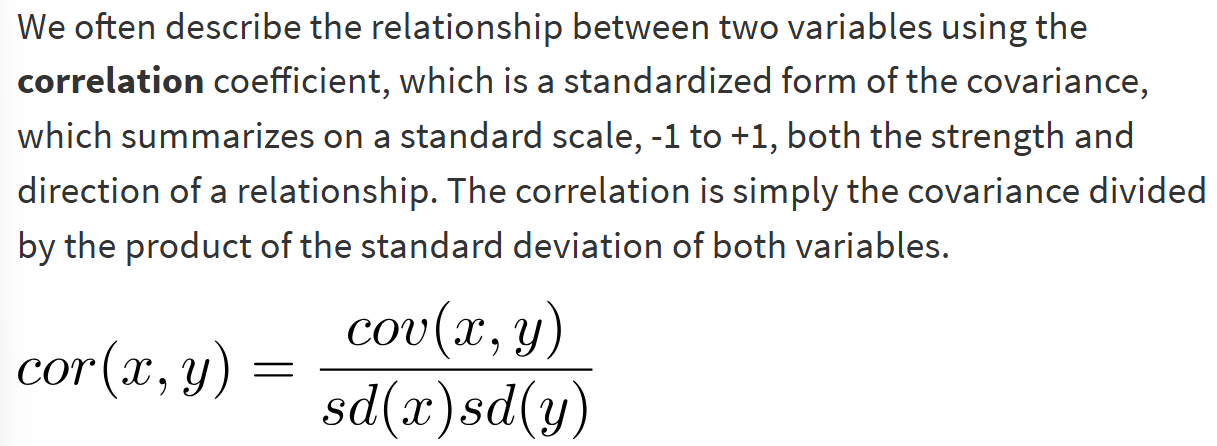 We often describe the relationship between two variables using the
correlation coefficient, which is a standardized form of the covariance,
which summarizes on a standard scale, -1 to +1, both the strength and
direction of a relationship. The correlation is simply the covariance divided
by the product of the standard deviation of both variables.
cor(x, y) = cov(x, y) / sd(x)sd(y)